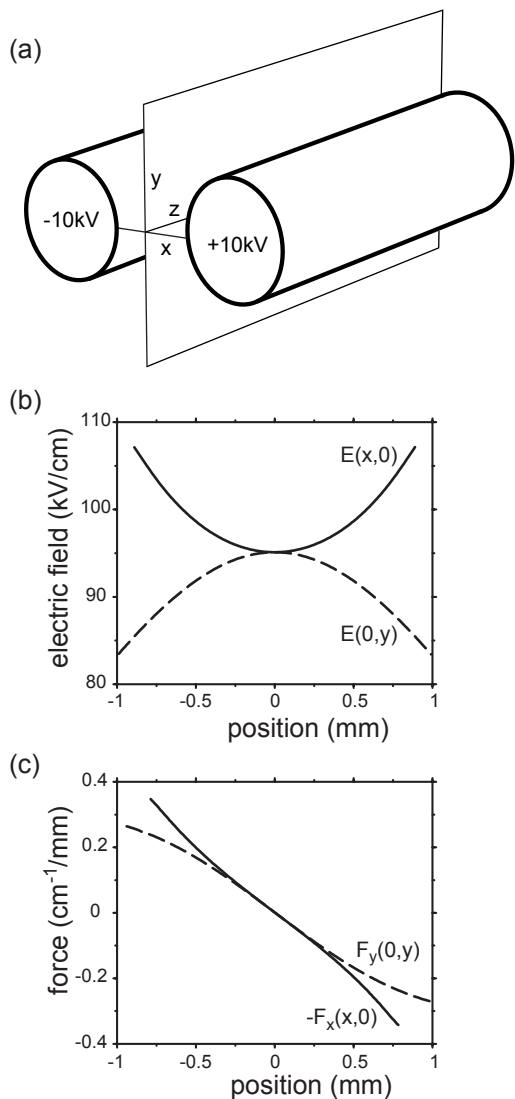 (a)
-10kV
y
z
x
+10kV
(b)
electric field (kV/cm)
110
100
90
80
E(x,0)
E(0,y)
-1 -0.5 0 0.5 1
position (mm)
(c)
force (cm⁻¹/mm)
0.4
0.2
0
-0.2
-0.4
F_y(0,y)
-F_x(x,0)
-1 -0.5 0 0.5 1
position (mm)